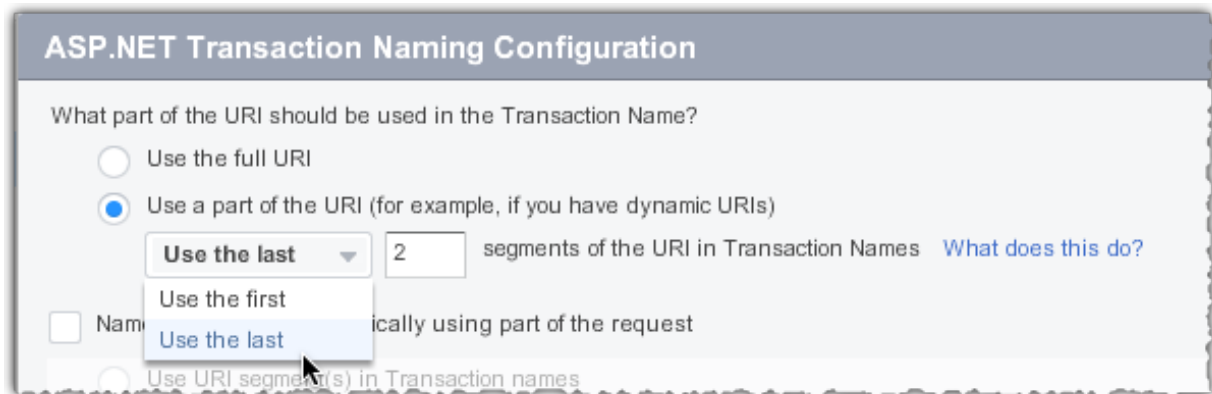 ASP.NET Transaction Naming Configuration
What part of the URI should be used in the Transaction Name?
Use the full URI
Use a part of the URI (for example, if you have dynamic URIs)
Use the last 2 segments of the URI in Transaction Names What does this do?
Use the first
Nam ically using part of the request
Use the last
Use URI segment(s) in Transaction names